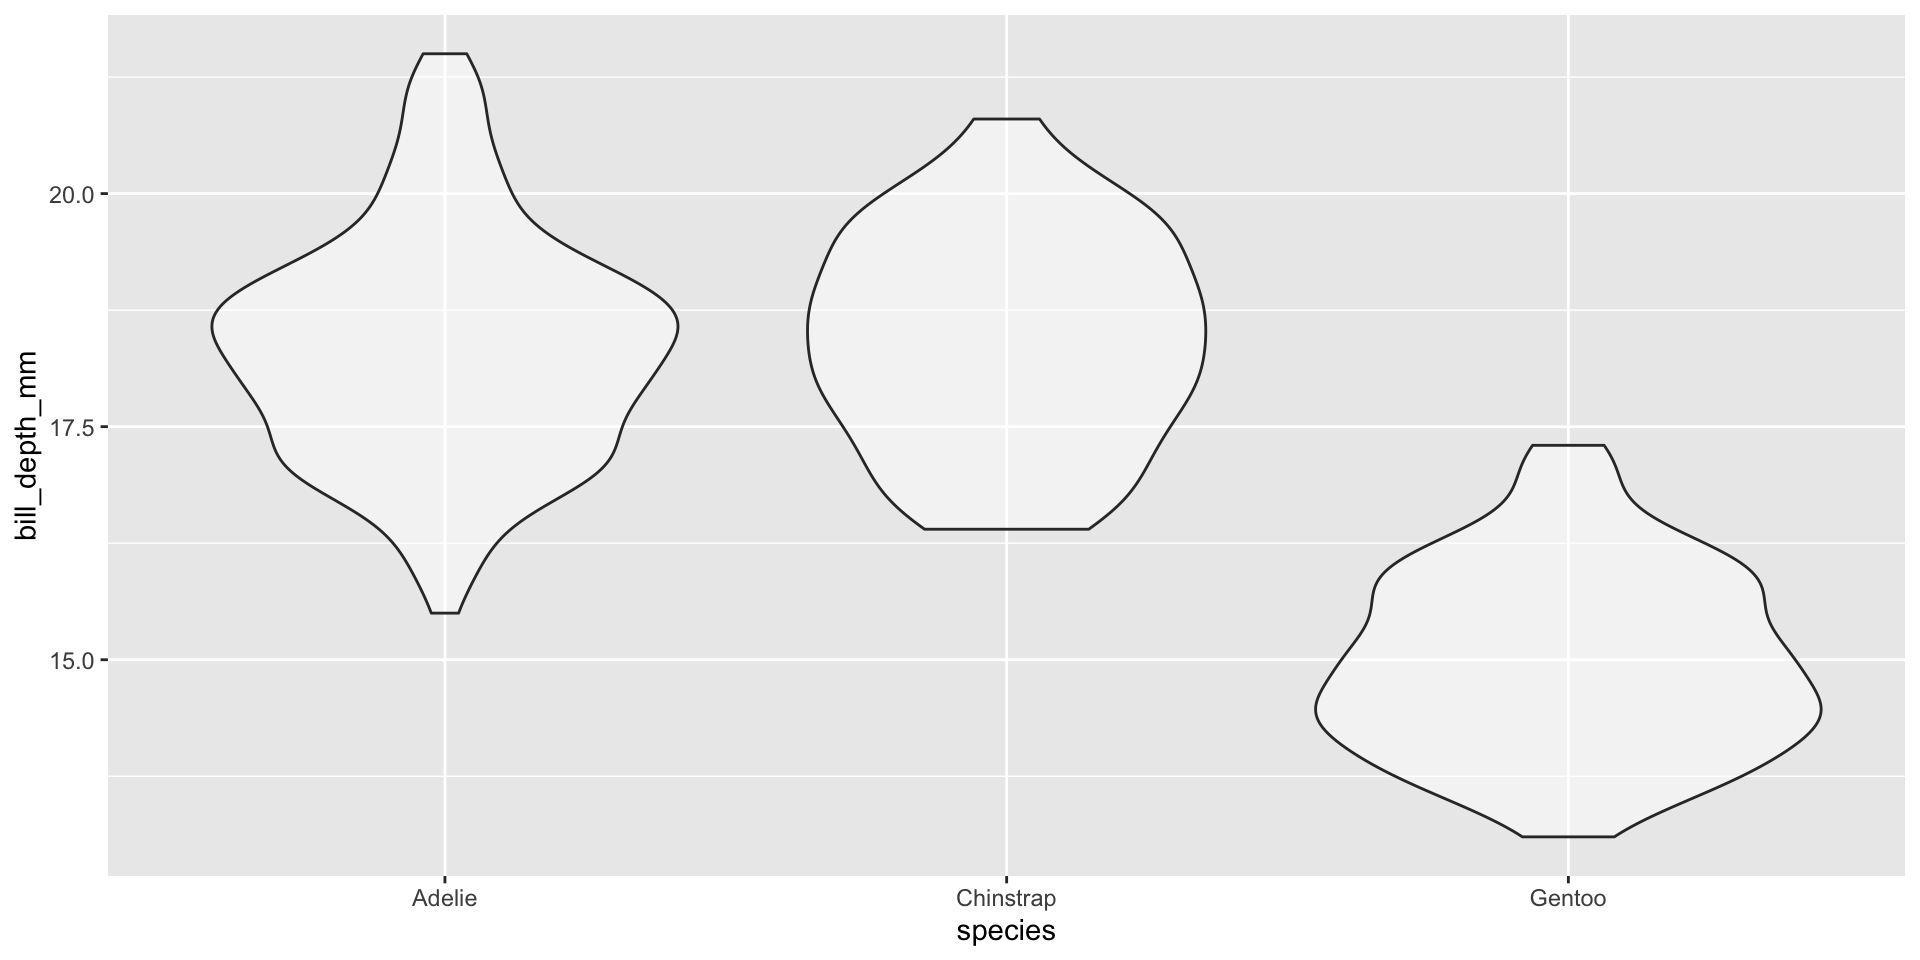 bill_depth_mm
20.0
17.5
15.0
Adelie
Chinstrap
Gentoo
species